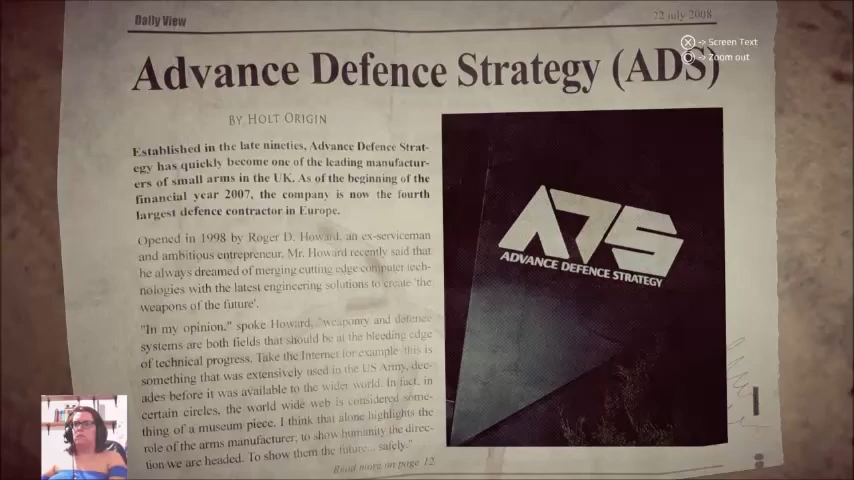 Daily View
22 july 2008
Ⓧ -> Screen Text
Ⓞ -> Zoom out
Advance Defence Strategy (ADS)
BY HOLT ORIGIN
Established in the late nineties, Advance Defence Strat-
egy has quickly become one of the leading manufactur-
ers of small arms in the UK. As of the beginning of the
financial year 2007, the company is now the fourth
largest defence contractor in Europe.
Opened in 1998 by Roger D. Howard, an ex-serviceman
and ambitious entrepreneur, Mr. Howard recently said that
he always dreamed of merging cutting edge computer tech-
nologies with the latest engineering solutions to create 'the
weapons of the future'.
"In my opinion," spoke Howard, "weaponry and defence
systems are both fields that should be at the bleeding edge
of technical progress. Take the Internet for example: this is
something that was extensively used in the US Army, dec-
ades before it was available to the wider world. In fact, in
certain circles, the world wide web is considered some-
thing of a museum piece. I think that alone highlights the
role of the arms manufacturer; to show humanity the direc-
tion we are headed. To show them the future... safely."
Read more on page 12
ADS
ADVANCE DEFENCE STRATEGY